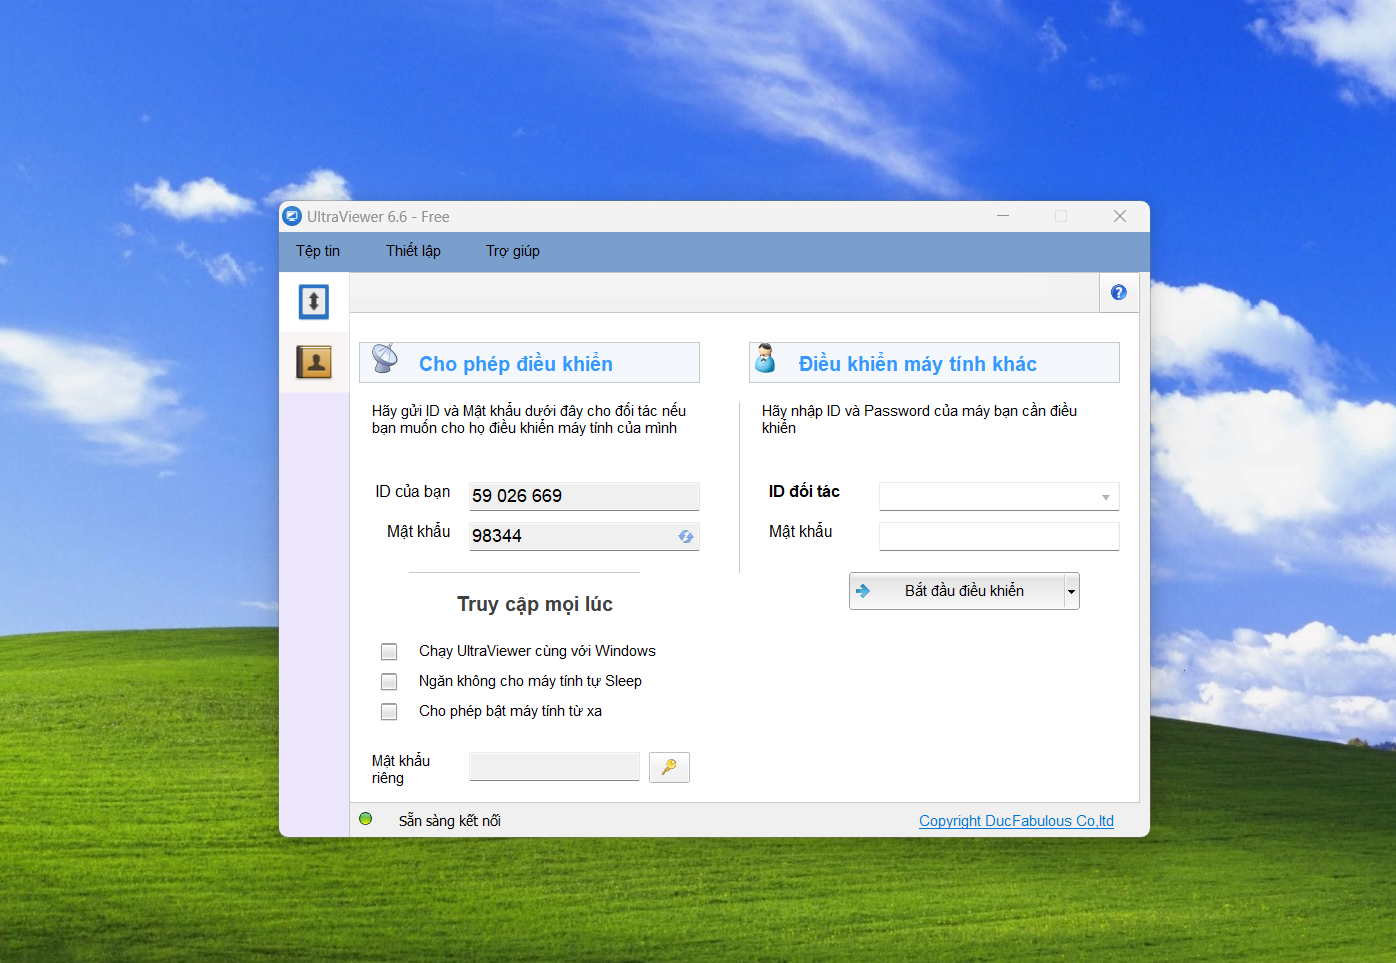 UltraViewer 6.6 - Free
Tệp tin
Thiết lập
Trợ giúp
?
Cho phép điều khiển
Hãy gửi ID và Mật khẩu dưới đây cho đối tác nếu
bạn muốn cho họ điều khiển máy tính của mình
ID của bạn
59 026 669
Mật khẩu
98344
Truy cập mọi lúc
Chạy UltraViewer cùng với Windows
Ngăn không cho máy tính tự Sleep
Cho phép bật máy tính từ xa
Mật khẩu
riêng
Điều khiển máy tính khác
Hãy nhập ID và Password của máy bạn cần điều
khiển
ID đối tác
Mật khẩu
Bắt đầu điều khiển
Sẵn sàng kết nối
Copyright DucFabulous Co,ltd